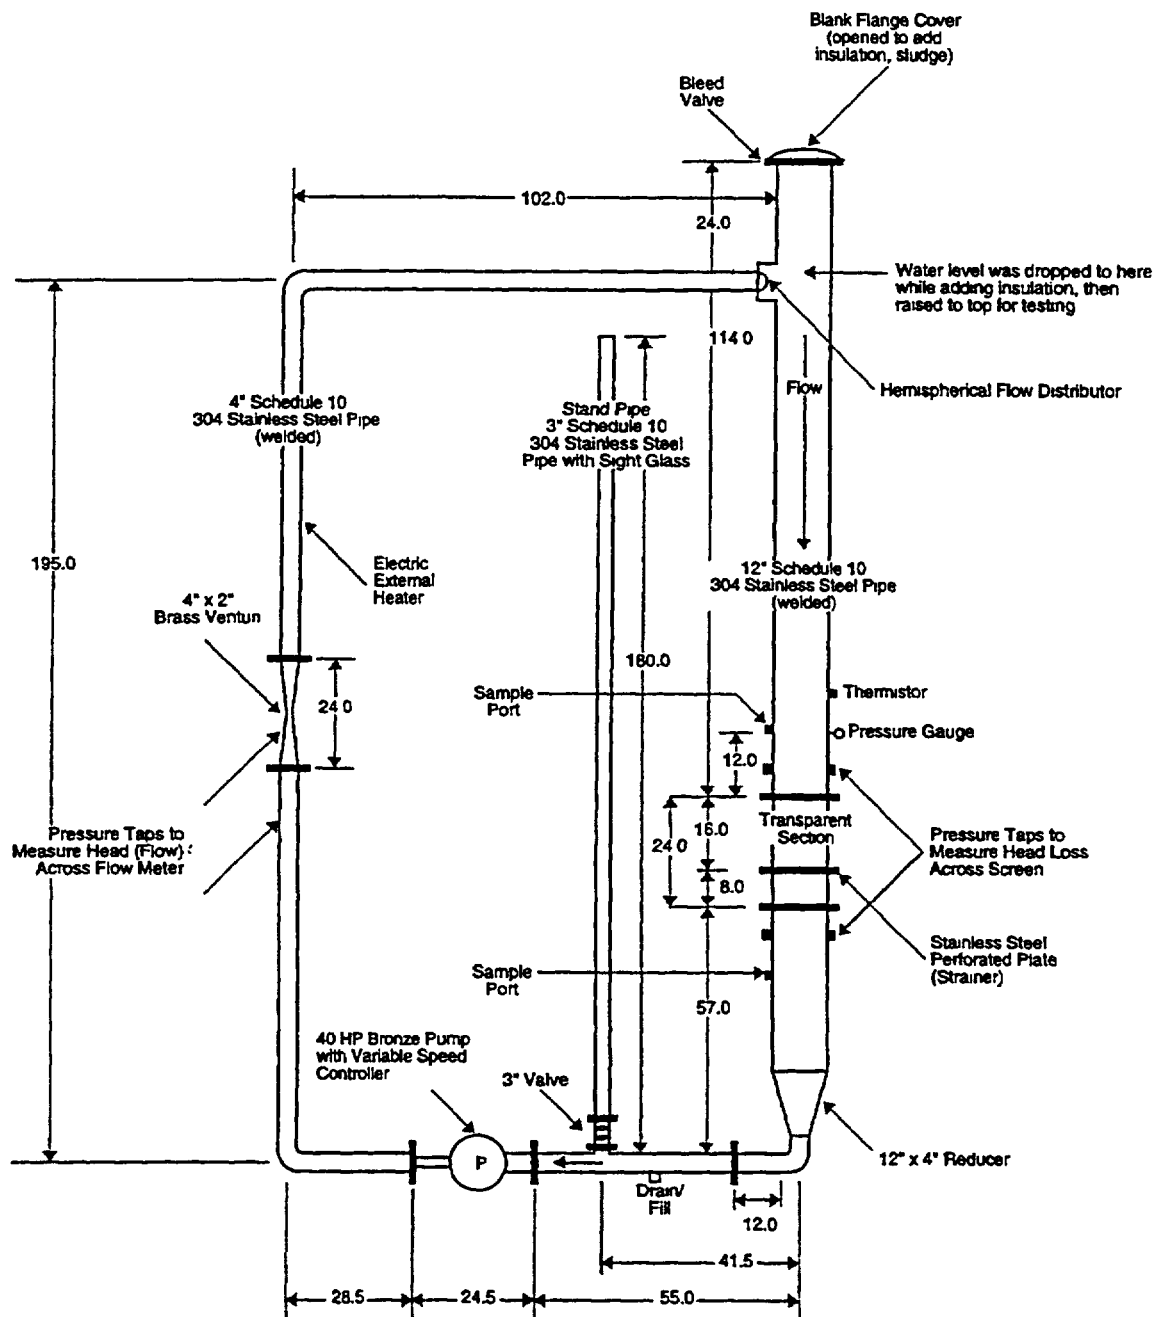 Blank Flange Cover
(opened to add
insulation, sludge)
Bleed
Valve
102.0
24.0
Water level was dropped to here
while adding insulation, then
raised to top for testing
114.0
Flow
Hemispherical Flow Distributor
4" Schedule 10
304 Stainless Steel Pipe
(welded)
Stand Pipe
3" Schedule 10
304 Stainless Steel
Pipe with Sight Glass
195.0
Electric
External
Heater
12" Schedule 10
304 Stainless Steel Pipe
(welded)
4" x 2"
Brass Venturi
160.0
Sample
Port
Thermistor
24.0
Pressure Gauge
12.0
Pressure Taps to
Measure Head (Flow)
Across Flow Meter
24.0
16.0
Transparent
Section
Pressure Taps to
Measure Head Loss
Across Screen
8.0
Stainless Steel
Perforated Plate
(Strainer)
Sample
Port
57.0
40 HP Bronze Pump
with Variable Speed
Controller
3" Valve
P
12" x 4" Reducer
Drain/
Fill
12.0
41.5
28.5
24.5
55.0